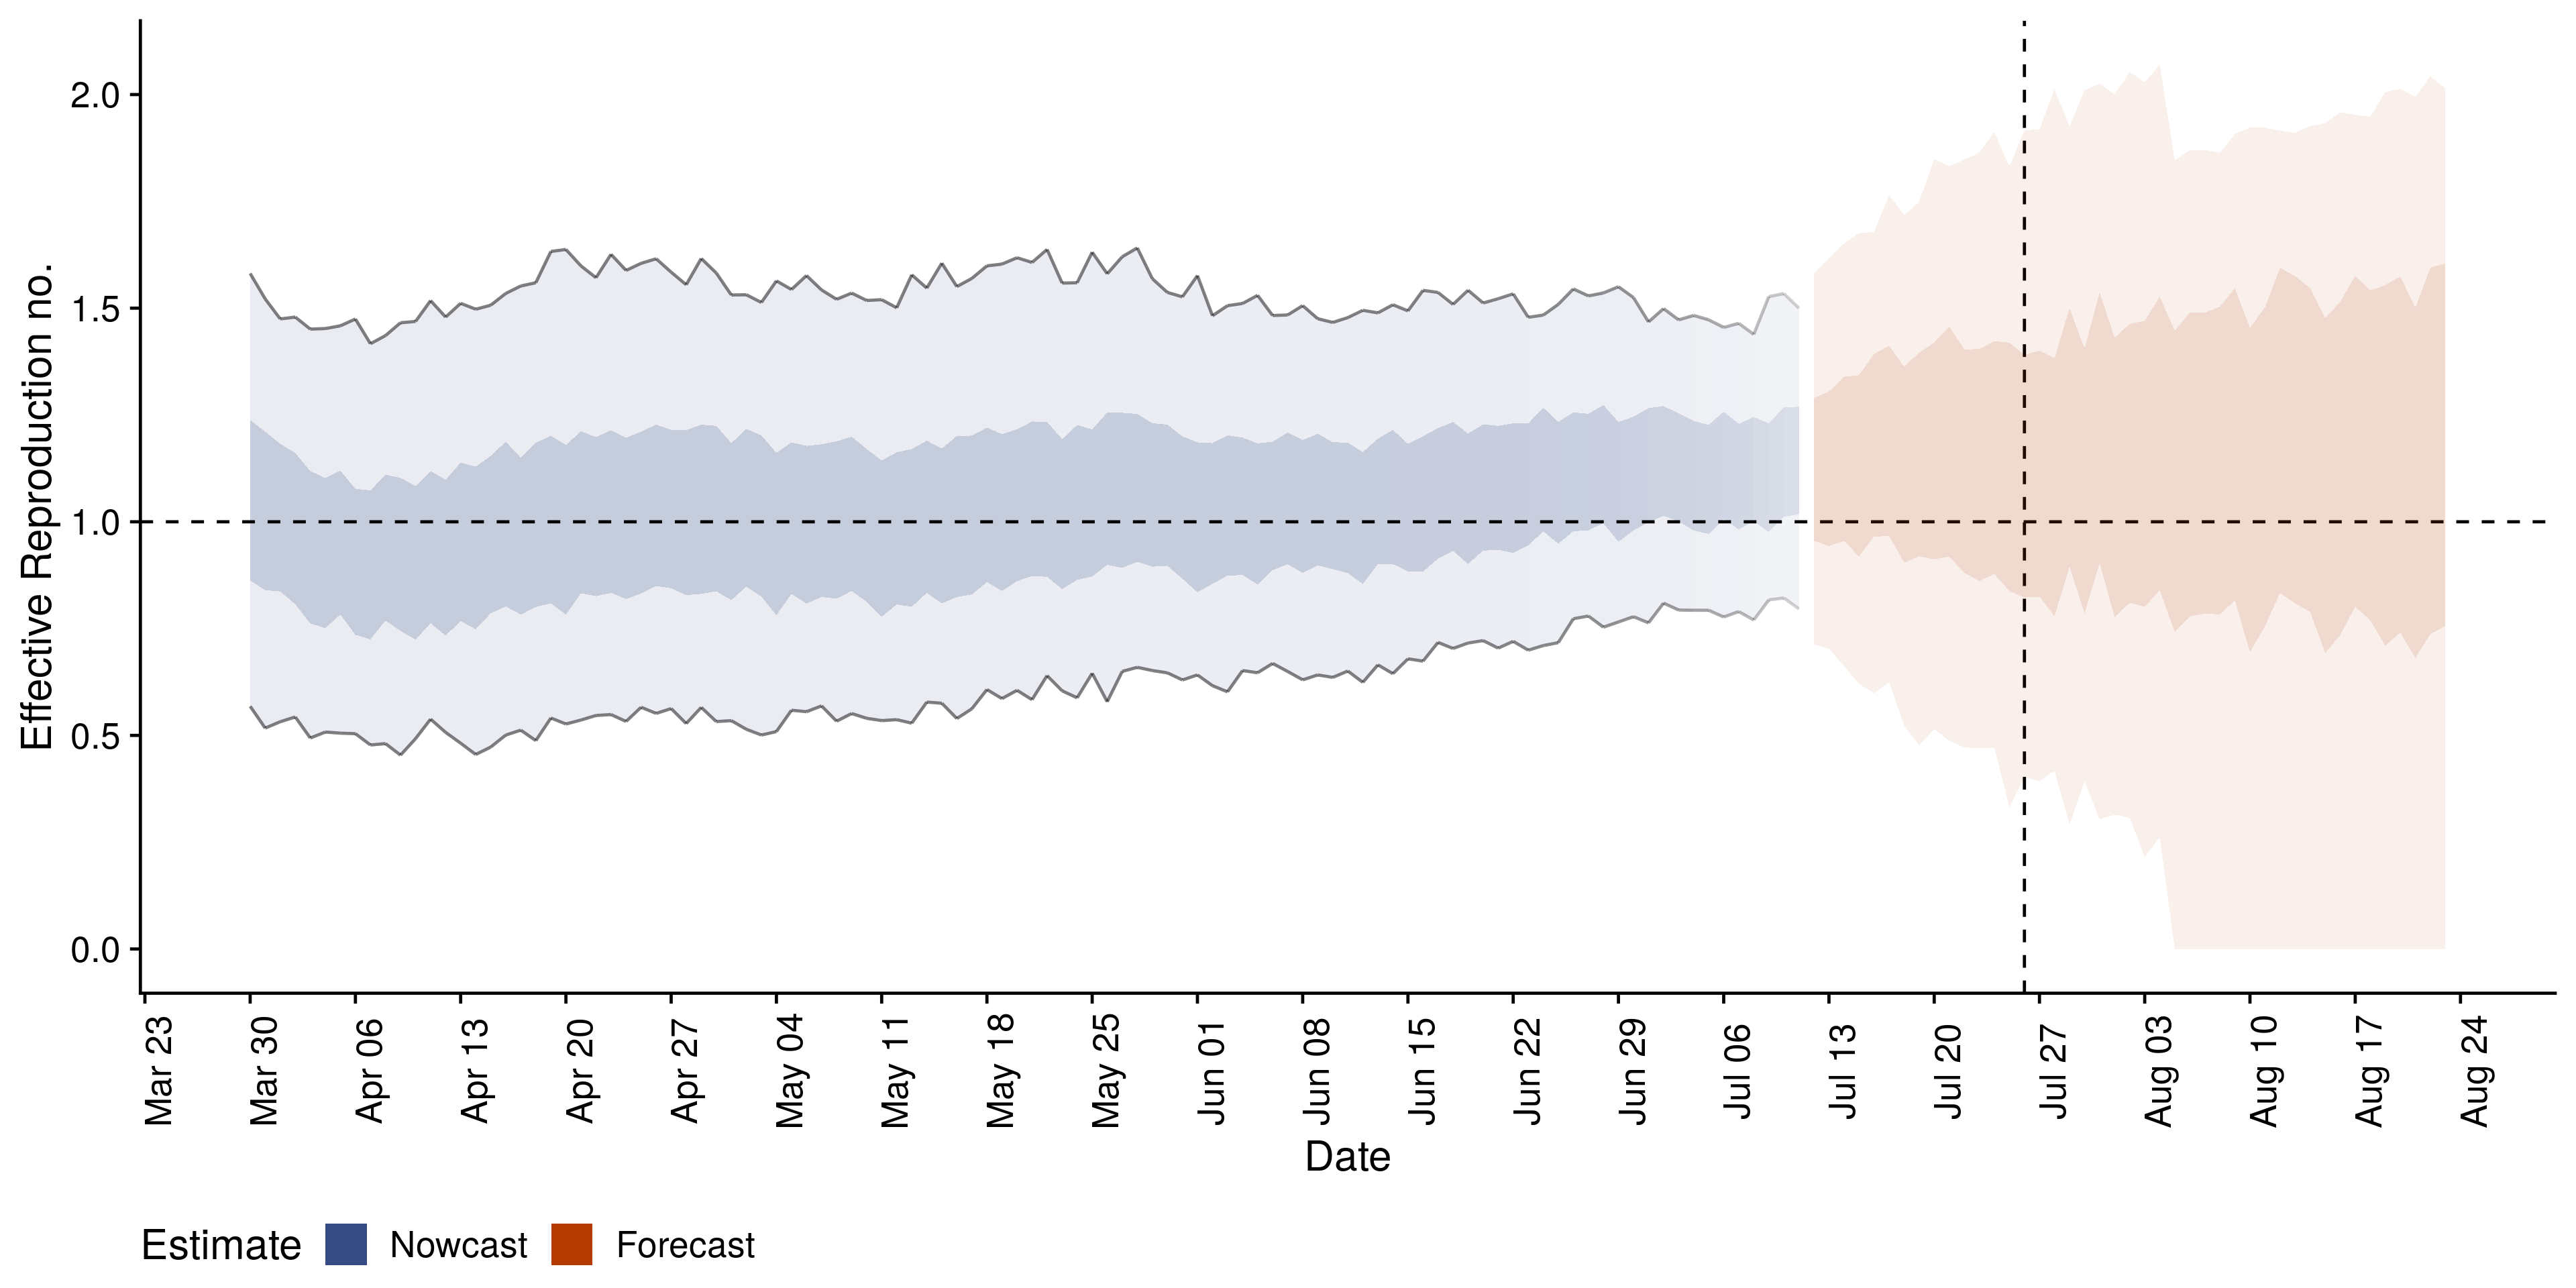 Effective Reproduction no.
2.0
1.5
1.0
0.5
0.0
Mar 23
Mar 30
Apr 06
Apr 13
Apr 20
Apr 27
May 04
May 11
May 18
May 25
Jun 01
Jun 08
Jun 15
Jun 22
Jun 29
Jul 06
Jul 13
Jul 20
Jul 27
Aug 03
Aug 10
Aug 17
Aug 24
Date
Estimate Nowcast Forecast